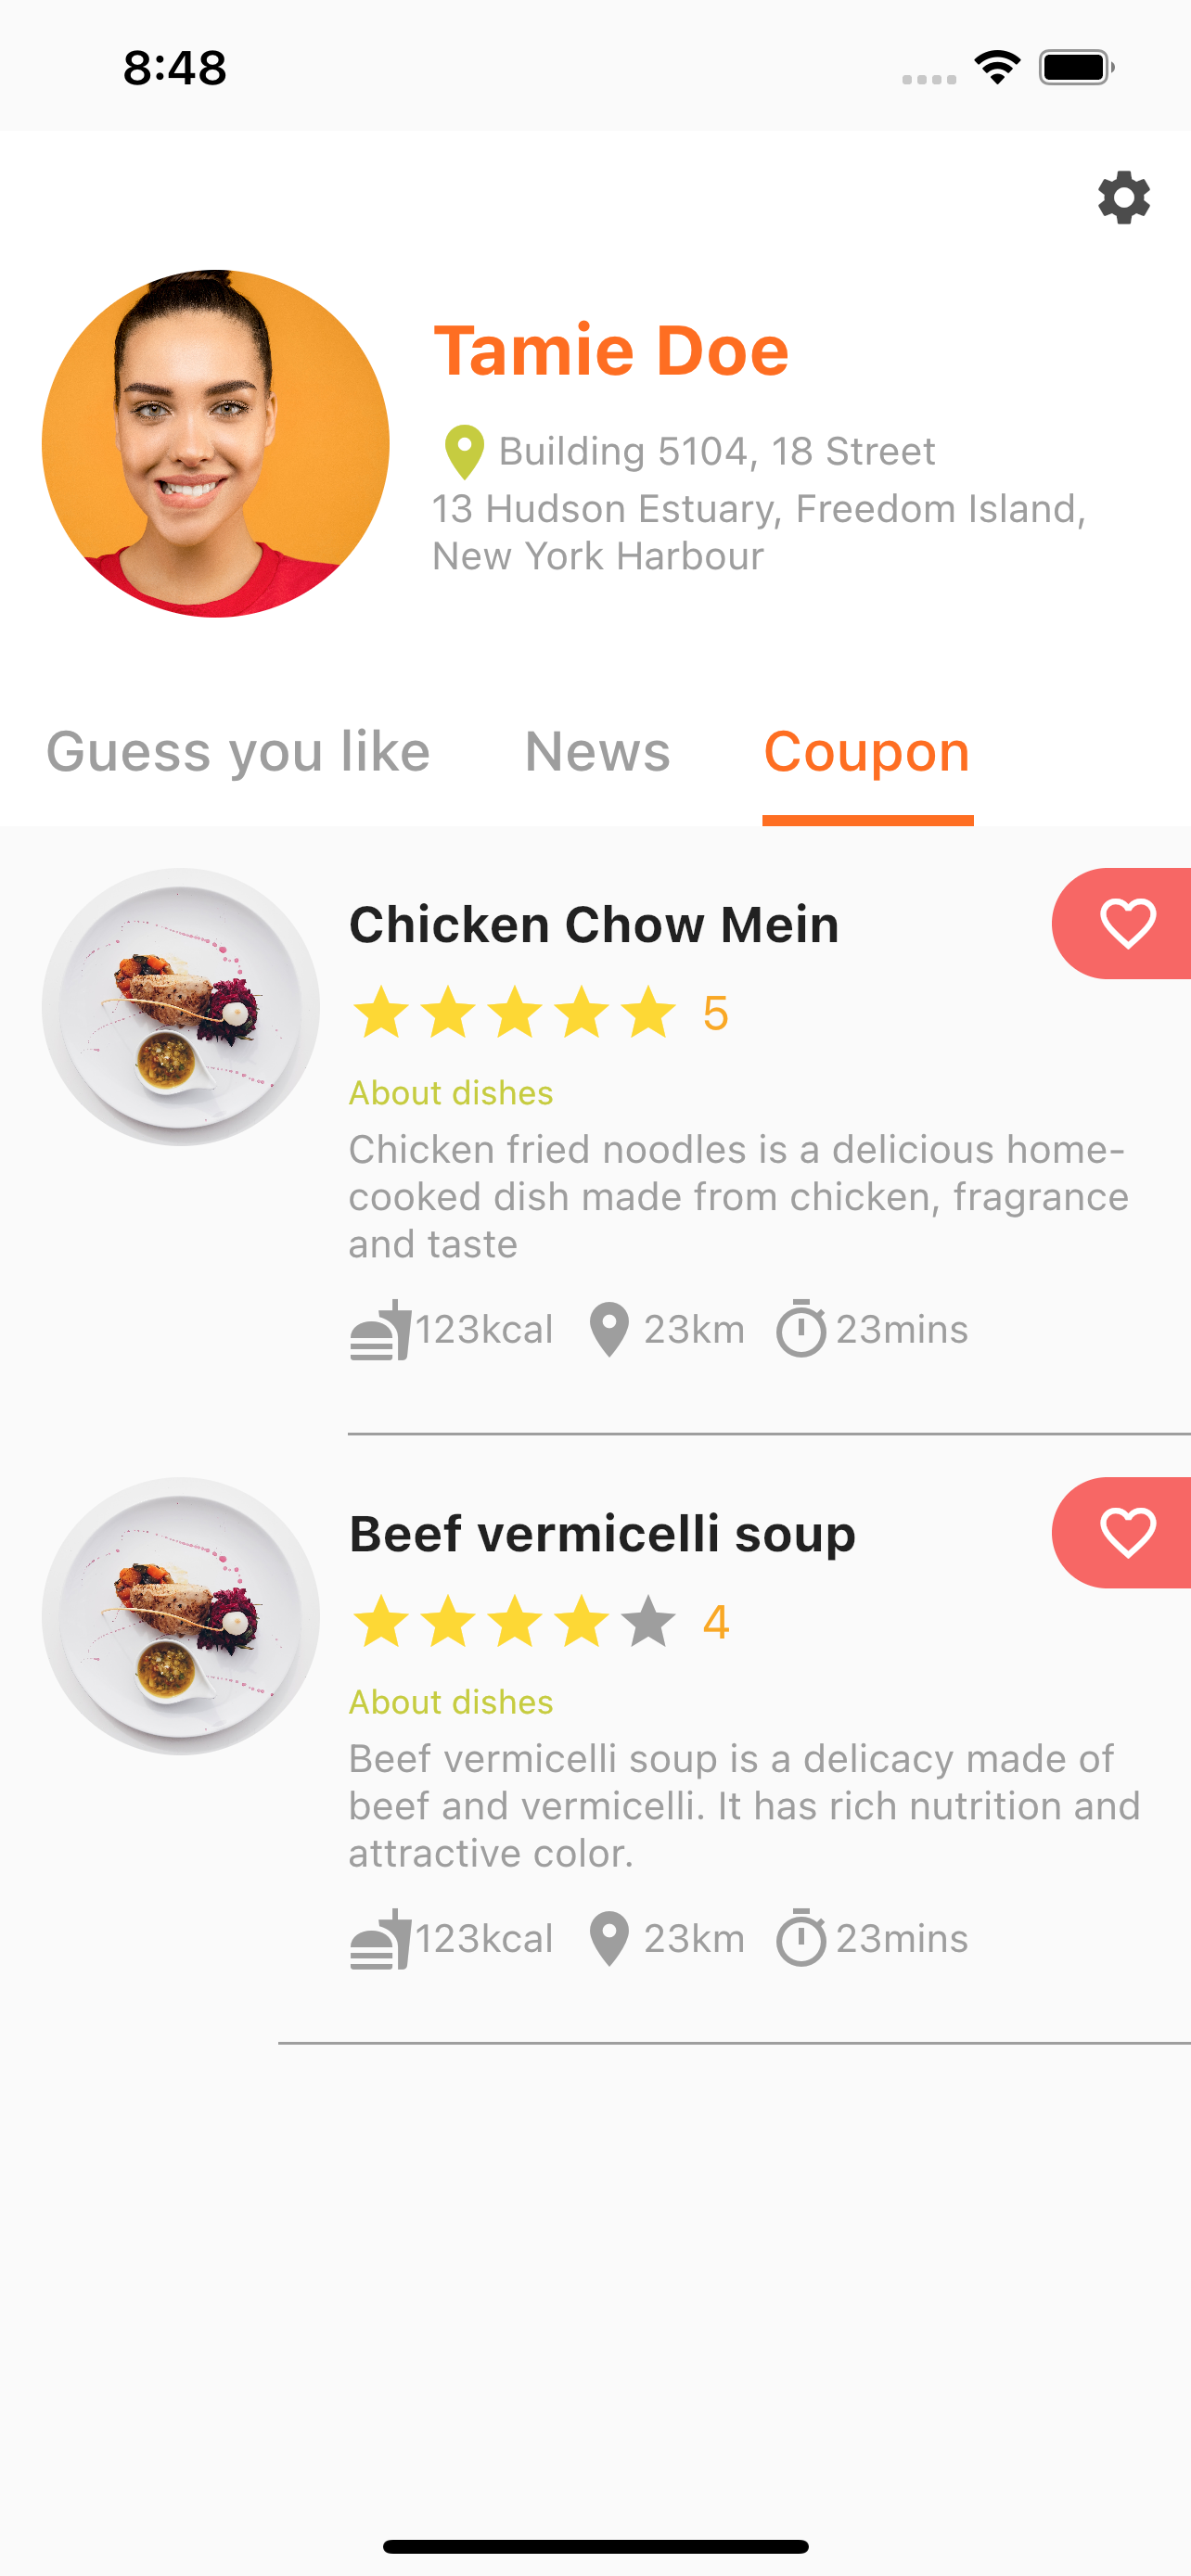 8:48
Tamie Doe
Building 5104, 18 Street
13 Hudson Estuary, Freedom Island,
New York Harbour
Guess you like News Coupon
Chicken Chow Mein
5
About dishes
Chicken fried noodles is a delicious home-
cooked dish made from chicken, fragrance
and taste
123kcal 23km 23mins
Beef vermicelli soup
4
About dishes
Beef vermicelli soup is a delicacy made of
beef and vermicelli. It has rich nutrition and
attractive color.
123kcal 23km 23mins